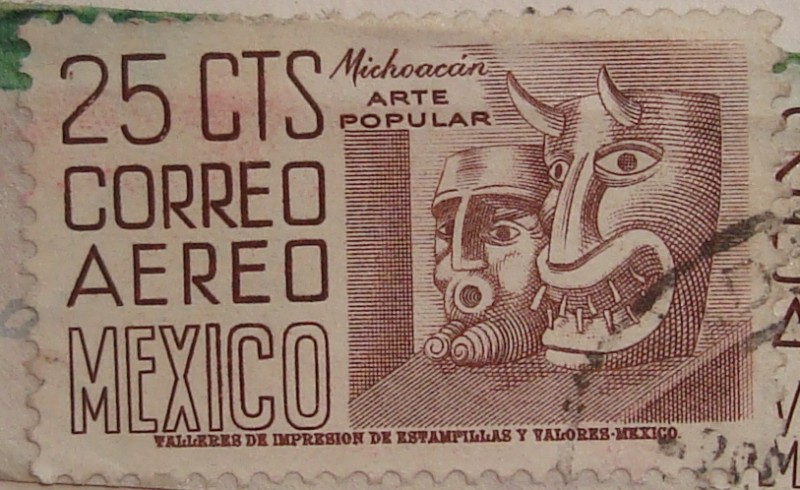 25 CTS
CORREO
AEREO
MEXICO
Michoacán
ARTE
POPULAR
TALLERES DE IMPRESION DE ESTAMPILLAS Y VALORES-MEXICO